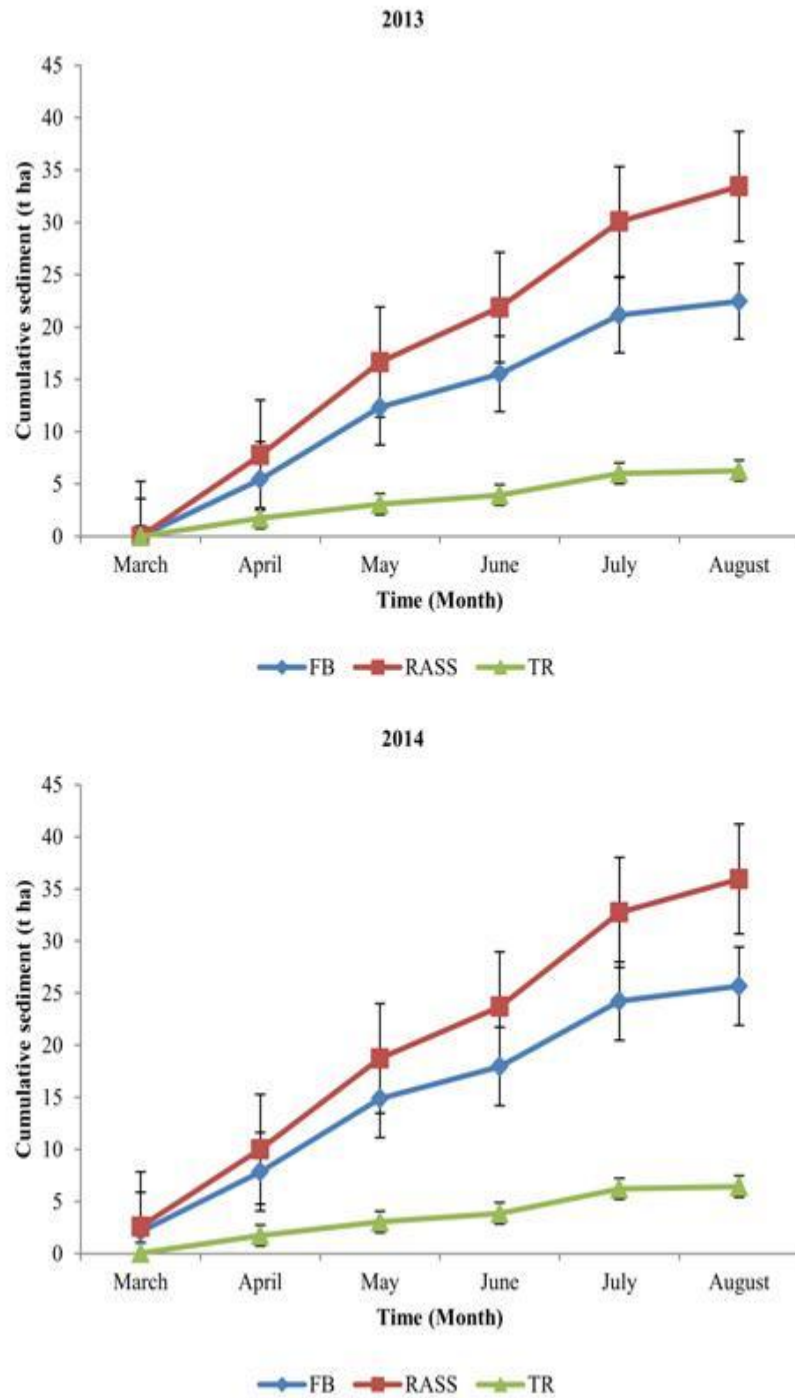 2013
45
40
35
30
25
20
15
10
5
0
Cumulative sediment (t ha)
March April May June July August
Time (Month)
FB RASS TR
2014
45
40
35
30
25
20
15
10
5
0
Cumulative sediment (t ha)
March April May June July August
Time (Month)
FB RASS TR